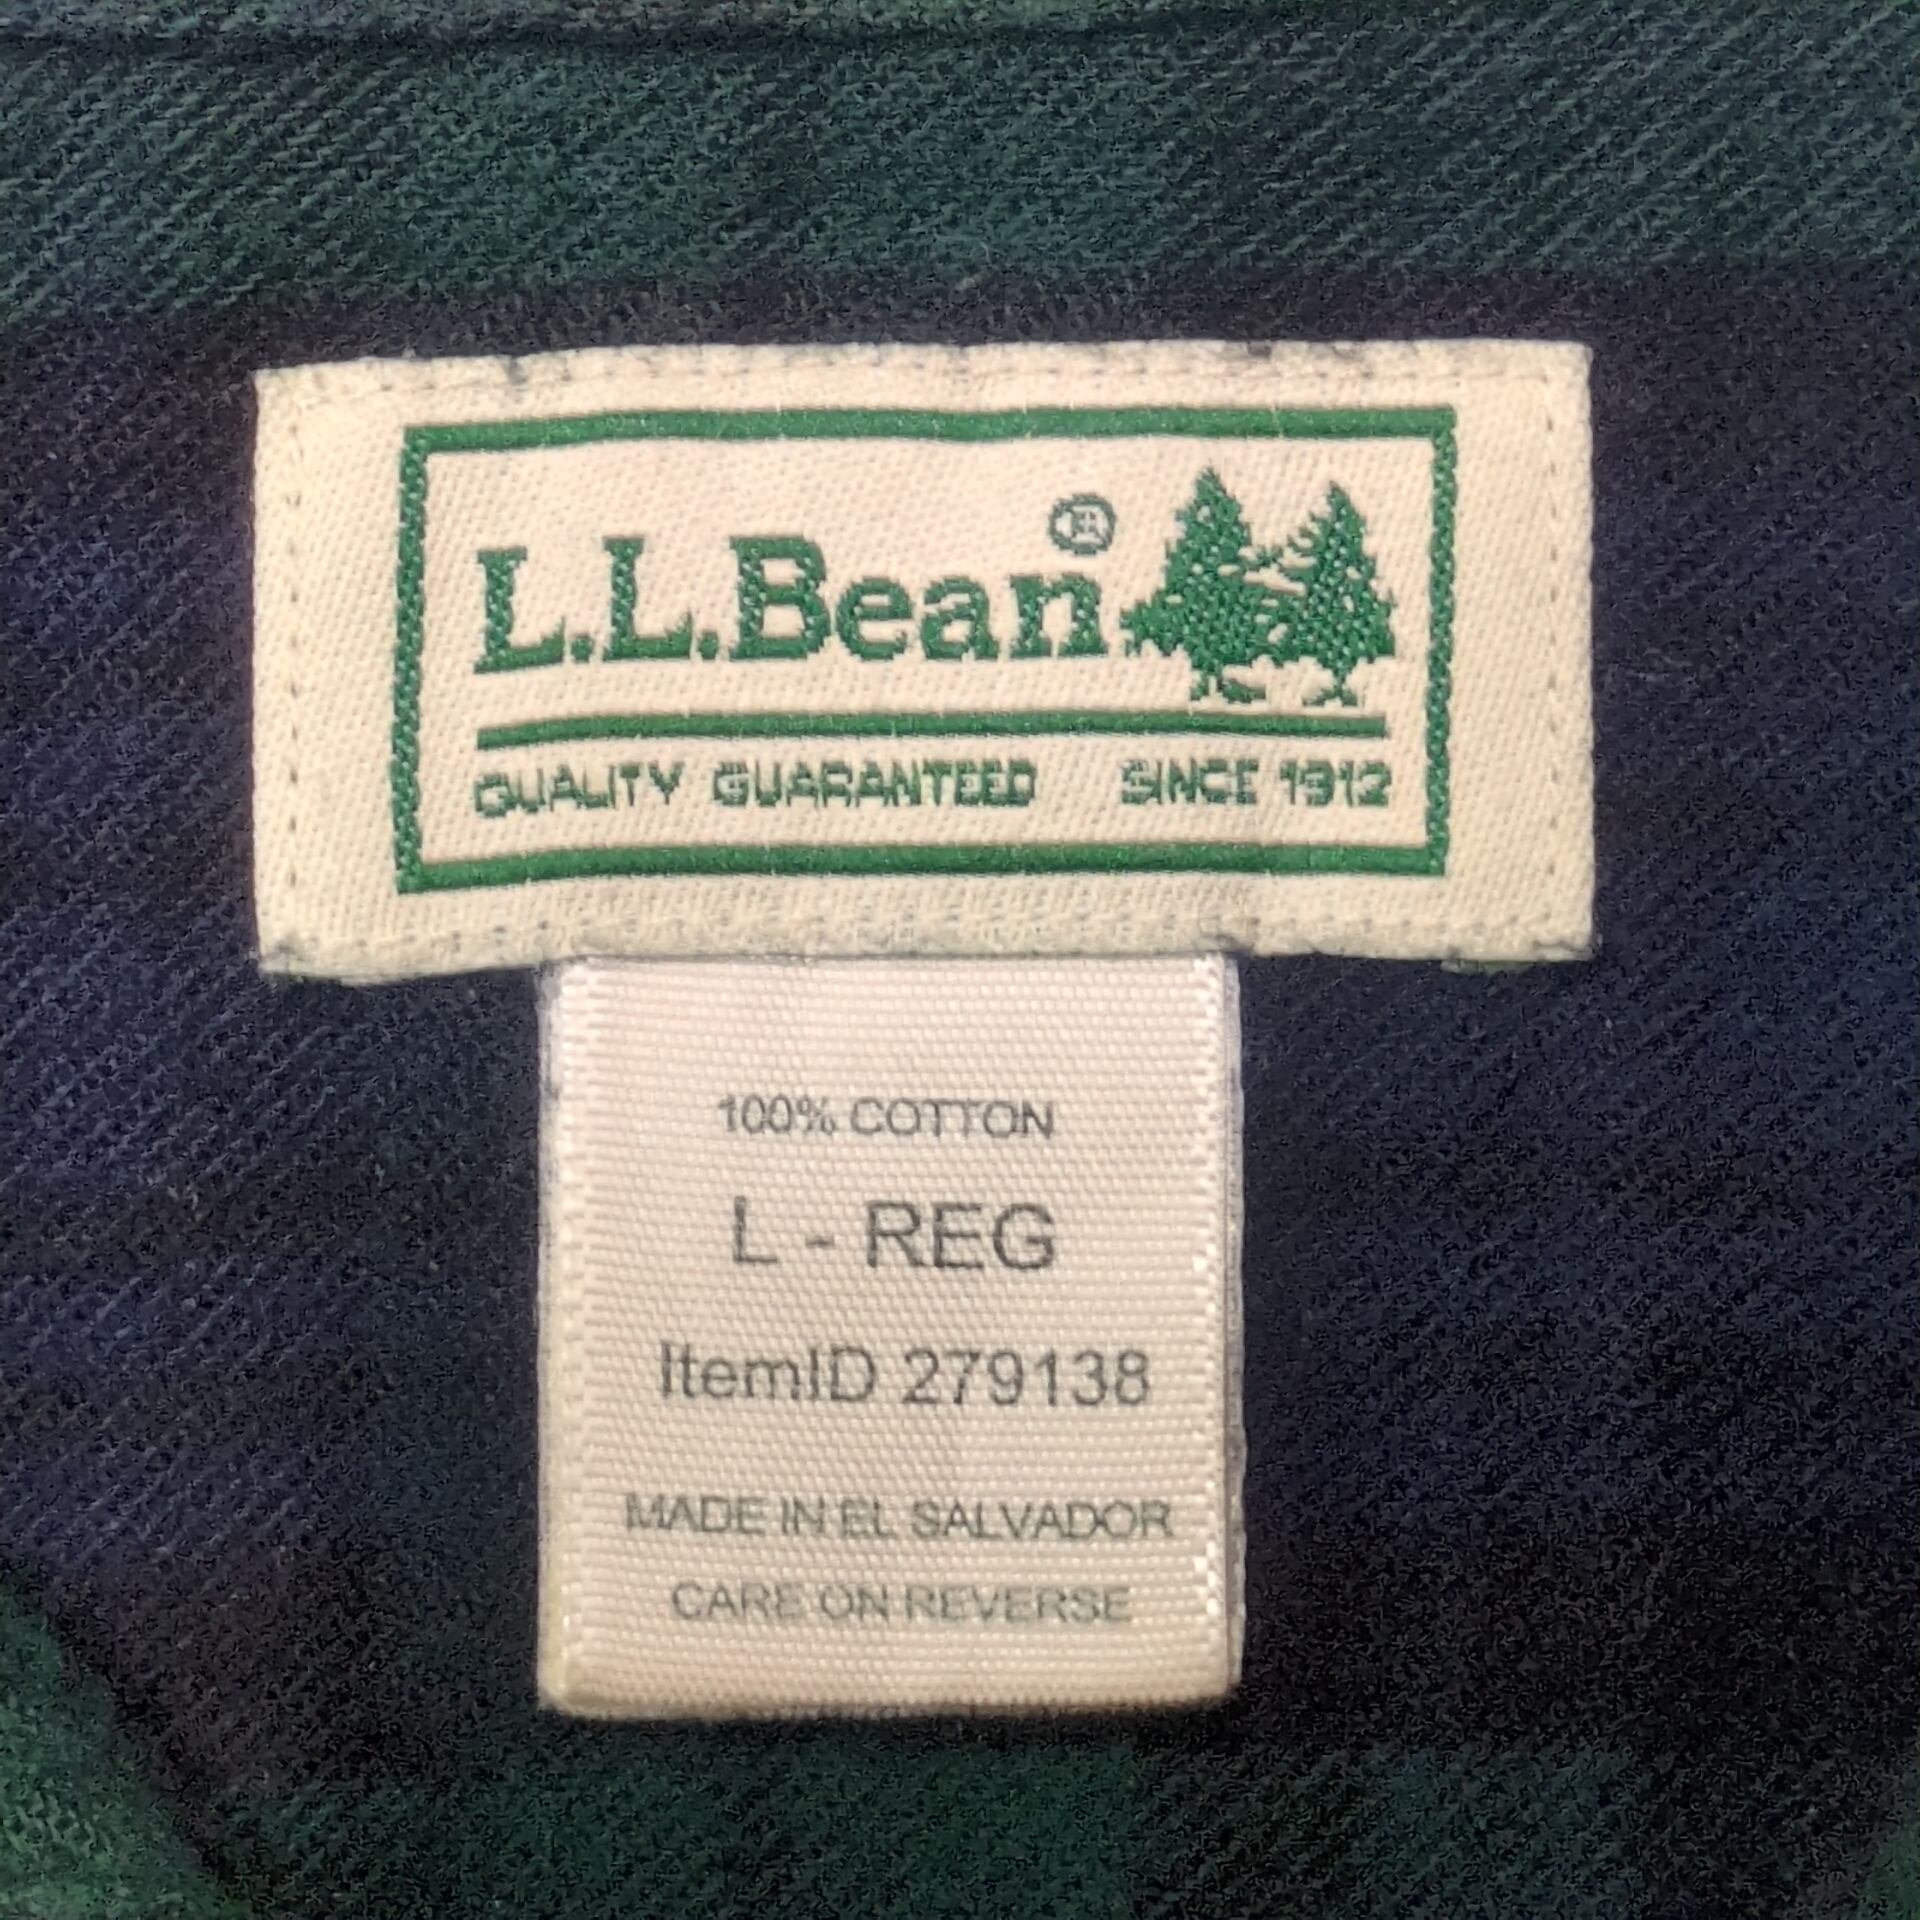 L.L.Bean®
QUALITY GUARANTEED SINCE 1912
100% COTTON
L - REG
ItemID 279138
MADE IN EL SALVADOR
CARE ON REVERSE